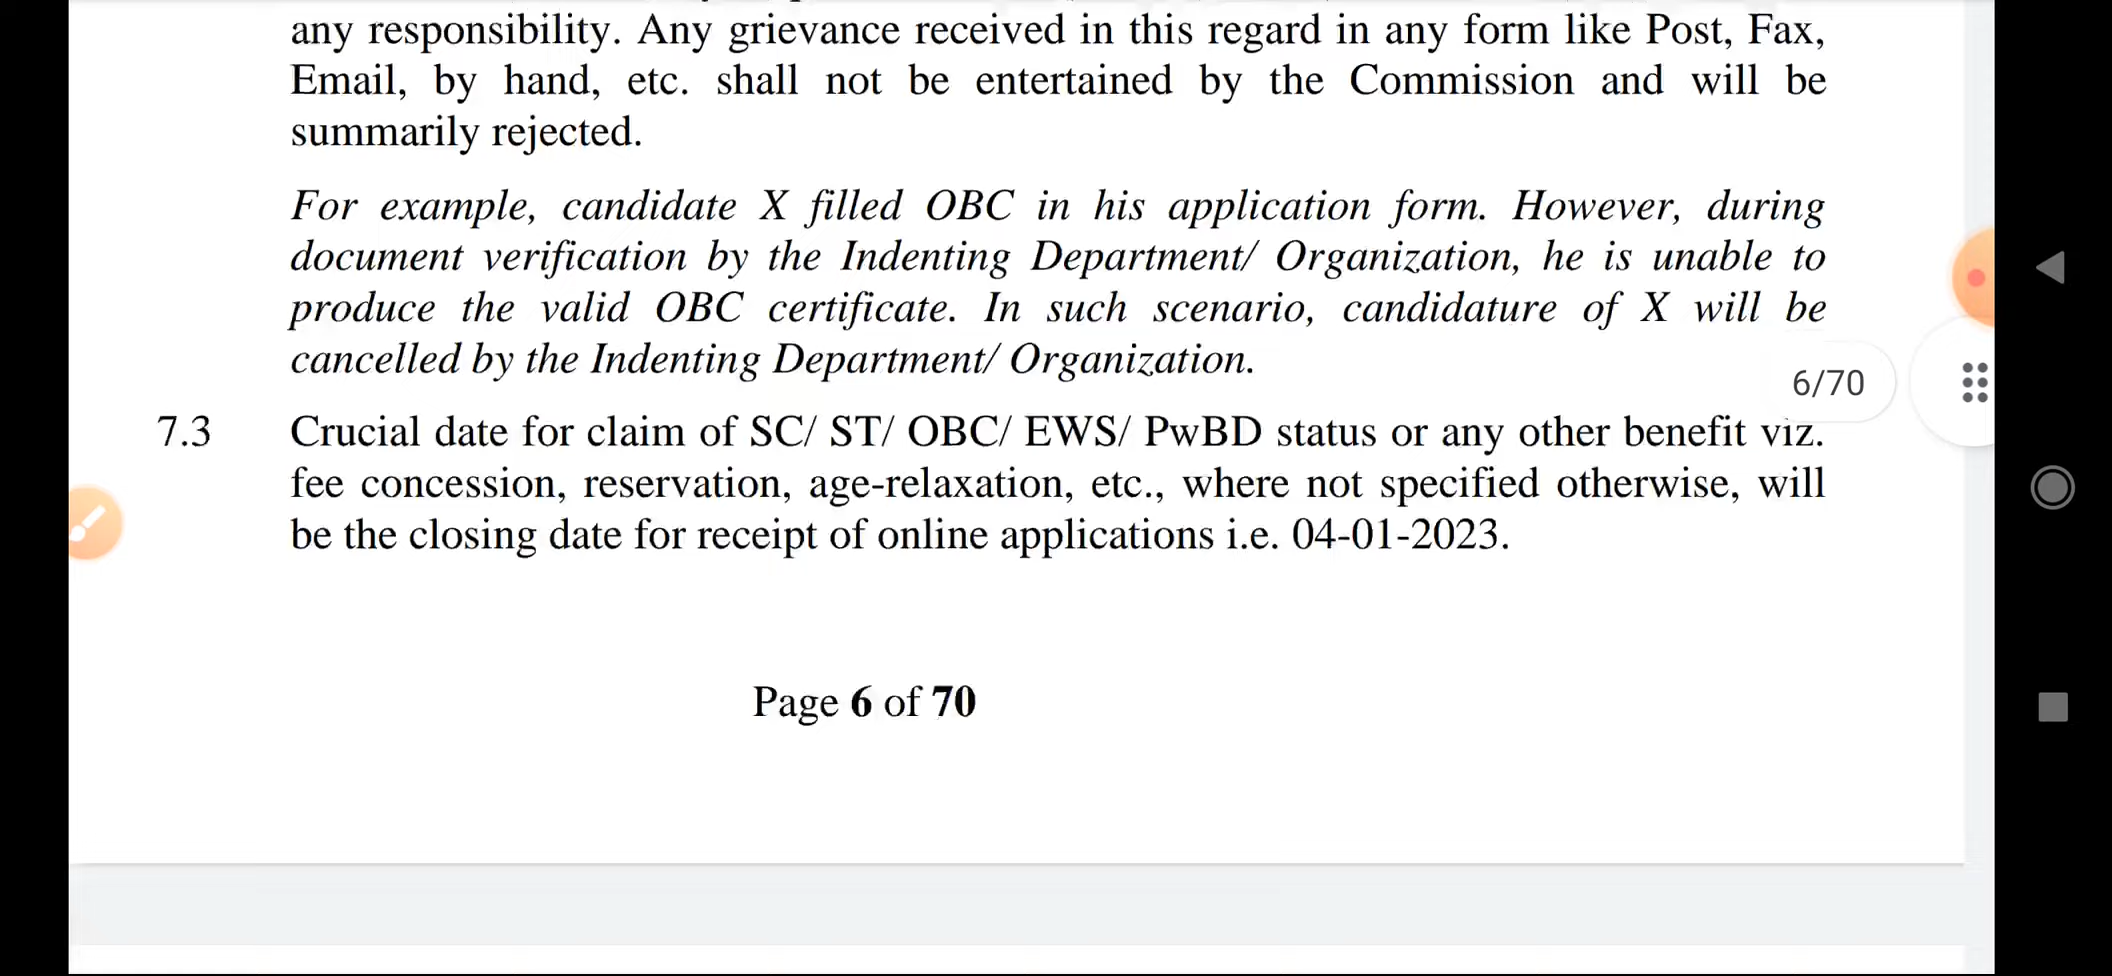 any responsibility. Any grievance received in this regard in any form like Post, Fax,
Email, by hand, etc. shall not be entertained by the Commission and will be
summarily rejected.
For example, candidate X filled OBC in his application form. However, during
document verification by the Indenting Department/ Organization, he is unable to
produce the valid OBC certificate. In such scenario, candidature of X will be
cancelled by the Indenting Department/ Organization.
6/70
7.3 Crucial date for claim of SC/ ST/ OBC/ EWS/ PwBD status or any other benefit viz.
fee concession, reservation, age-relaxation, etc., where not specified otherwise, will
be the closing date for receipt of online applications i.e. 04-01-2023.
Page 6 of 70